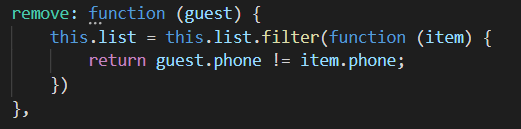 remove: function (guest) {
    this.list = this.list.filter(function (item) {
        return guest.phone != item.phone;
    })
},